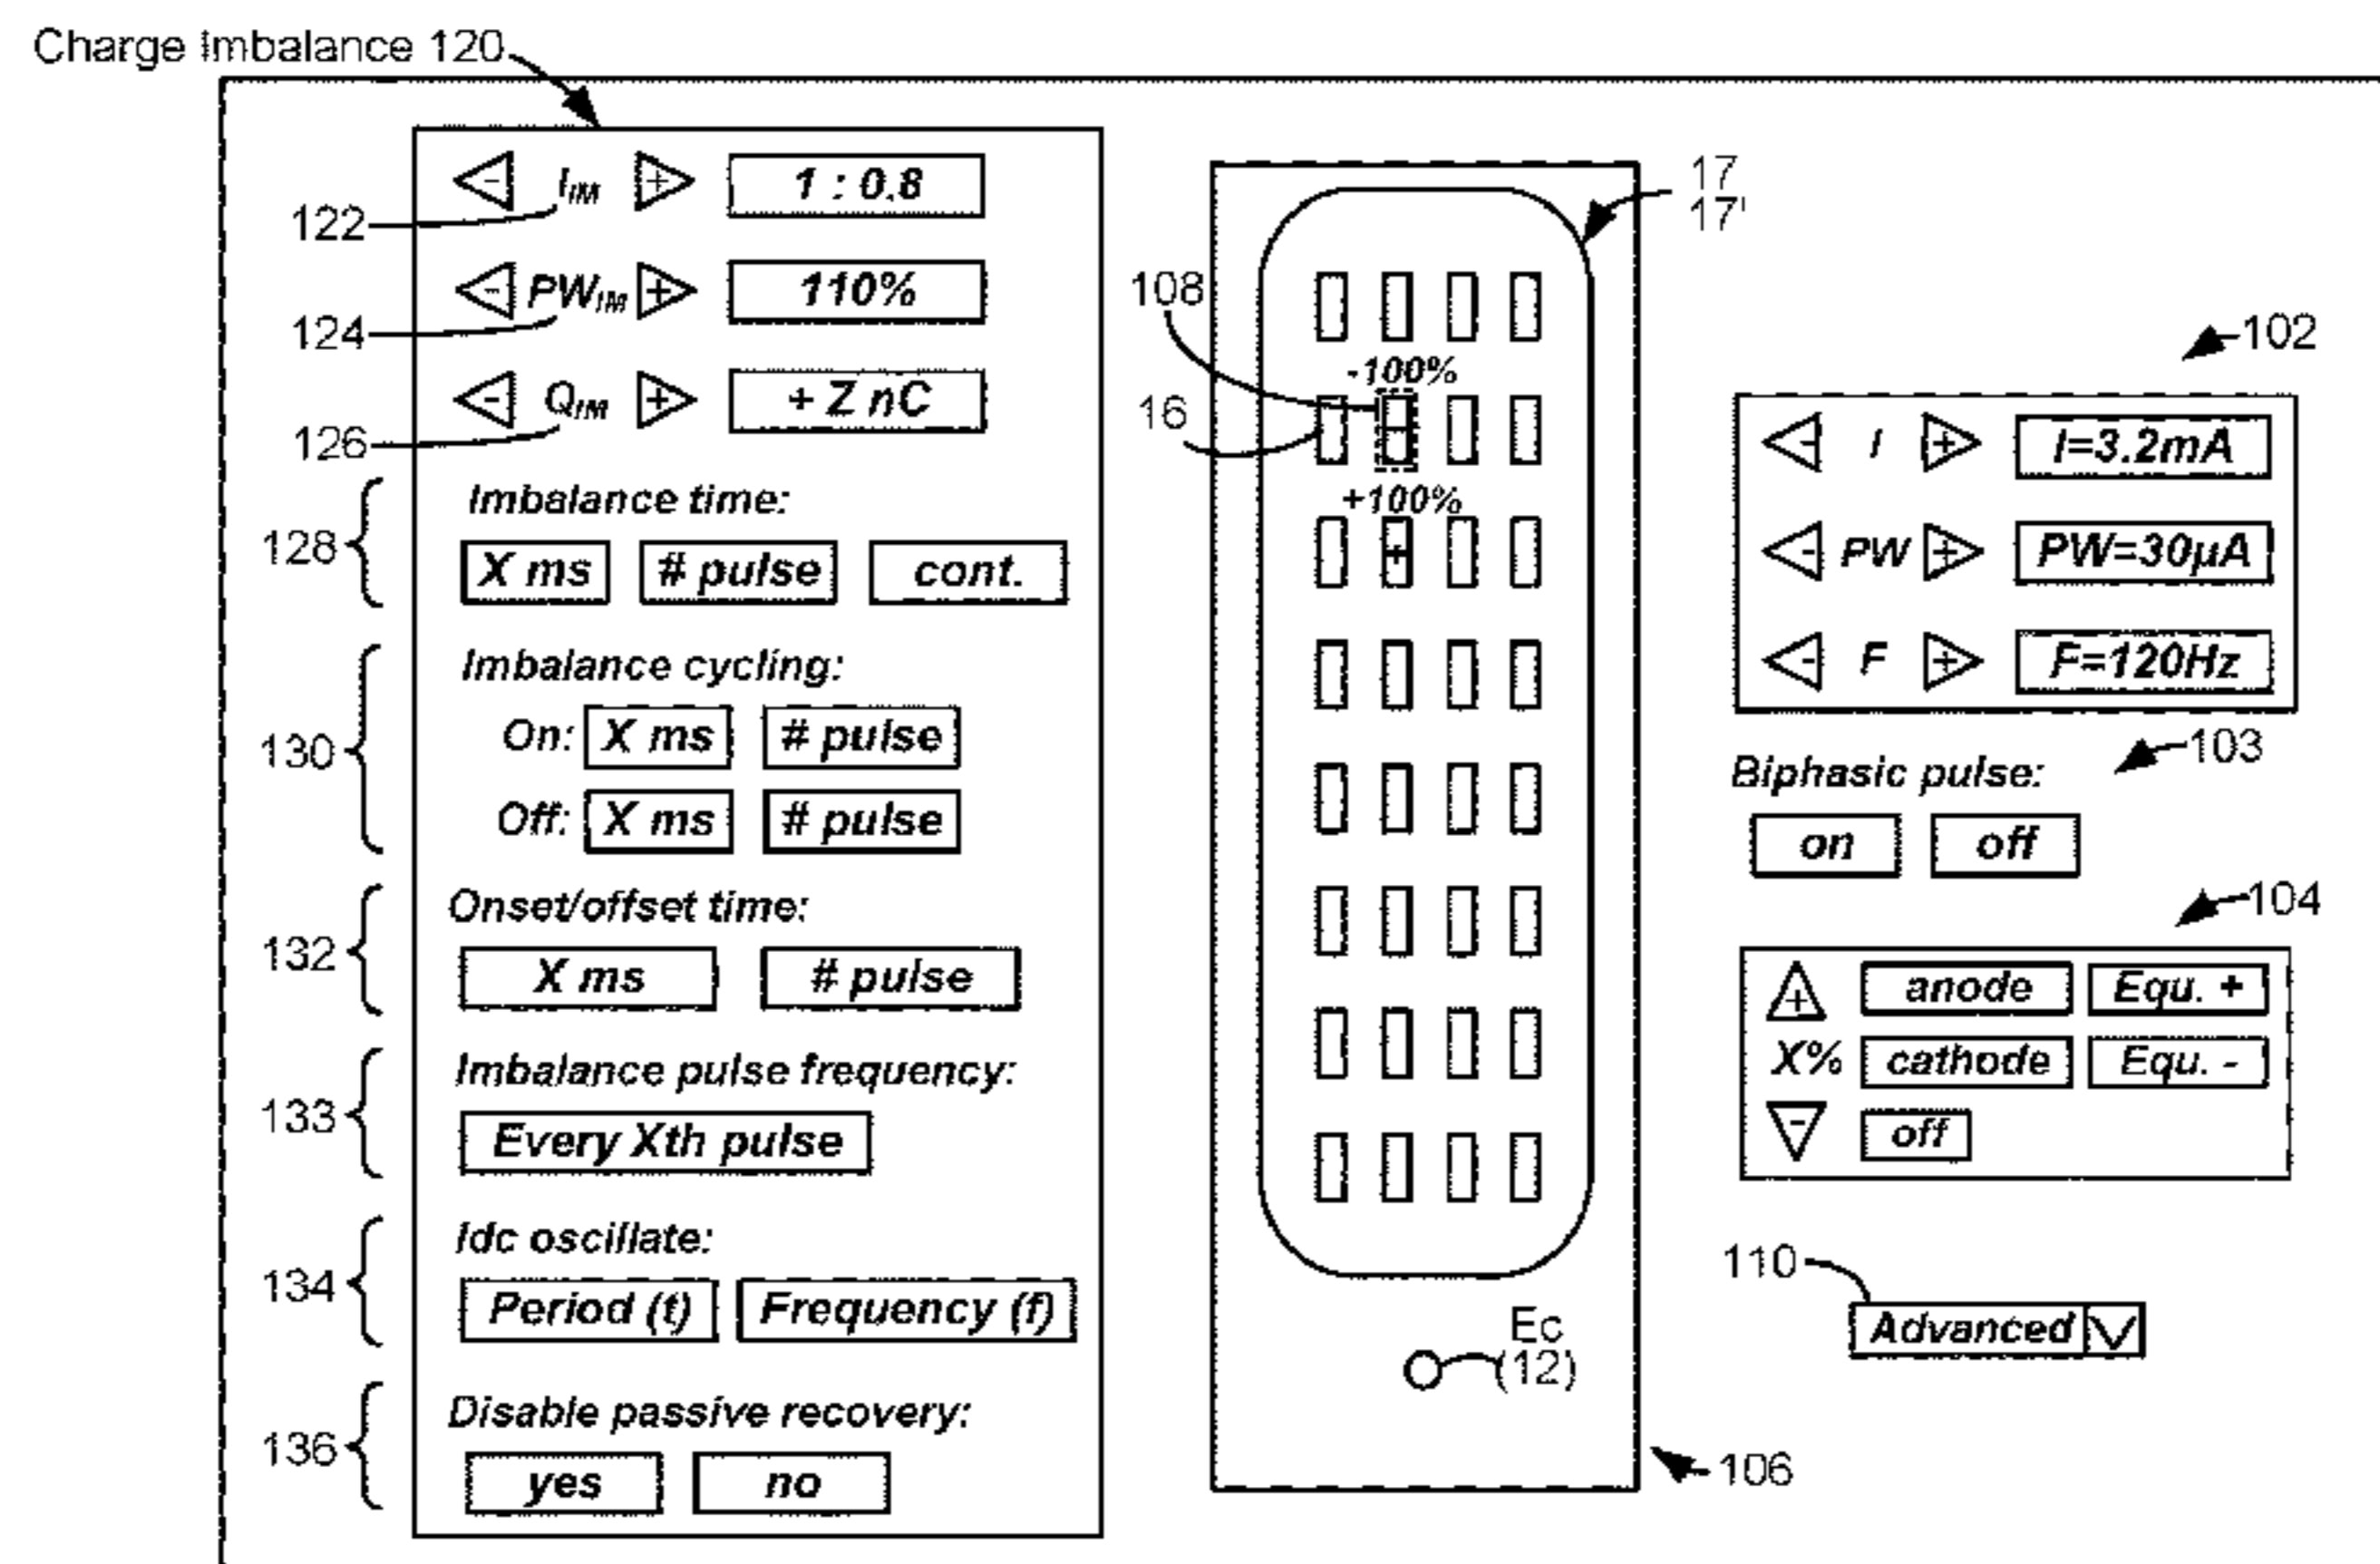 Charge Imbalance 120
- I_IM + 1 : 0.8
122
- PW_IM + 110%
124
- Q_IM + + Z nC
126
Imbalance time:
128
X ms # pulse cont.
Imbalance cycling:
130
On: X ms # pulse
Off: X ms # pulse
Onset/offset time:
132
X ms # pulse
Imbalance pulse frequency:
133
Every Xth pulse
Idc oscillate:
134
Period (t) Frequency (f)
Disable passive recovery:
136
yes no
17
17'
108
-100%
16
-
+100%
+
Ec
(12)
106
102
- I + I=3.2mA
- PW + PW=30µA
- F + F=120Hz
103
Biphasic pulse:
on off
104
+ anode Equ. +
X% cathode Equ. -
- off
110
Advanced